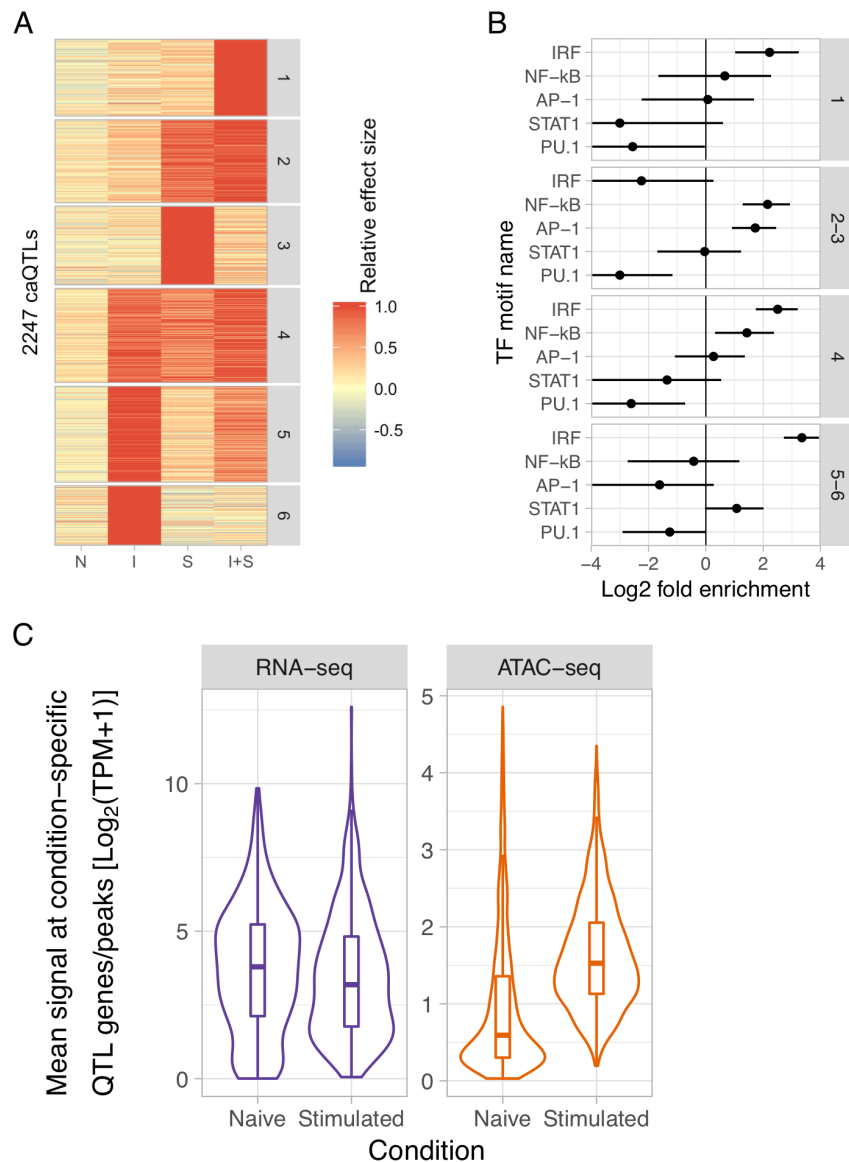 A
2247 caQTLs
1
2
3
4
5
6
N I S I+S
Relative effect size
1.0
0.5
0.0
-0.5
B
TF motif name
IRF
NF−kB
AP−1
STAT1
PU.1
1
IRF
NF−kB
AP−1
STAT1
PU.1
2−3
IRF
NF−kB
AP−1
STAT1
PU.1
4
IRF
NF−kB
AP−1
STAT1
PU.1
5−6
−4 −2 0 2 4
Log2 fold enrichment
C
Mean signal at condition−specific
QTL genes/peaks [Log2(TPM+1)]
RNA−seq
10
5
0
Naive Stimulated
ATAC−seq
5
4
3
2
1
0
Naive Stimulated
Condition